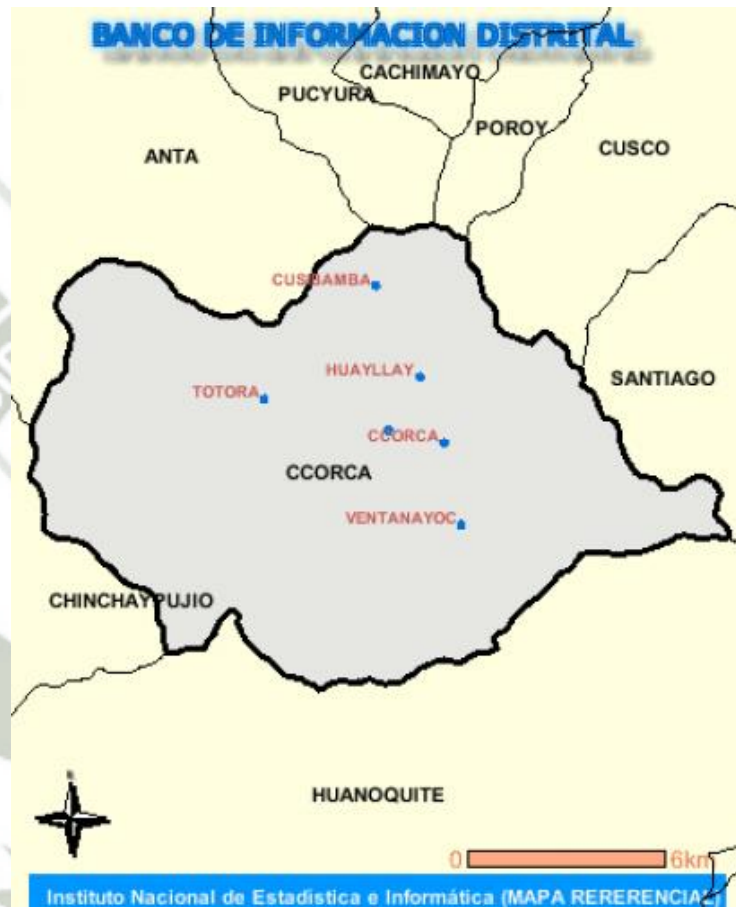 BANCO DE INFORMACION DISTRITAL
CACHIMAYO
PUCYURA
POROY
CUSCO
ANTA
CUSIBAMBA
HUAYLLAY
SANTIAGO
TOTORA
CCORCA
CCORCA
VENTANAYOC
CHINCHAYPUJIO
HUANOQUITE
0 6km
Instituto Nacional de Estadística e Informática (MAPA RERERENCIAL)